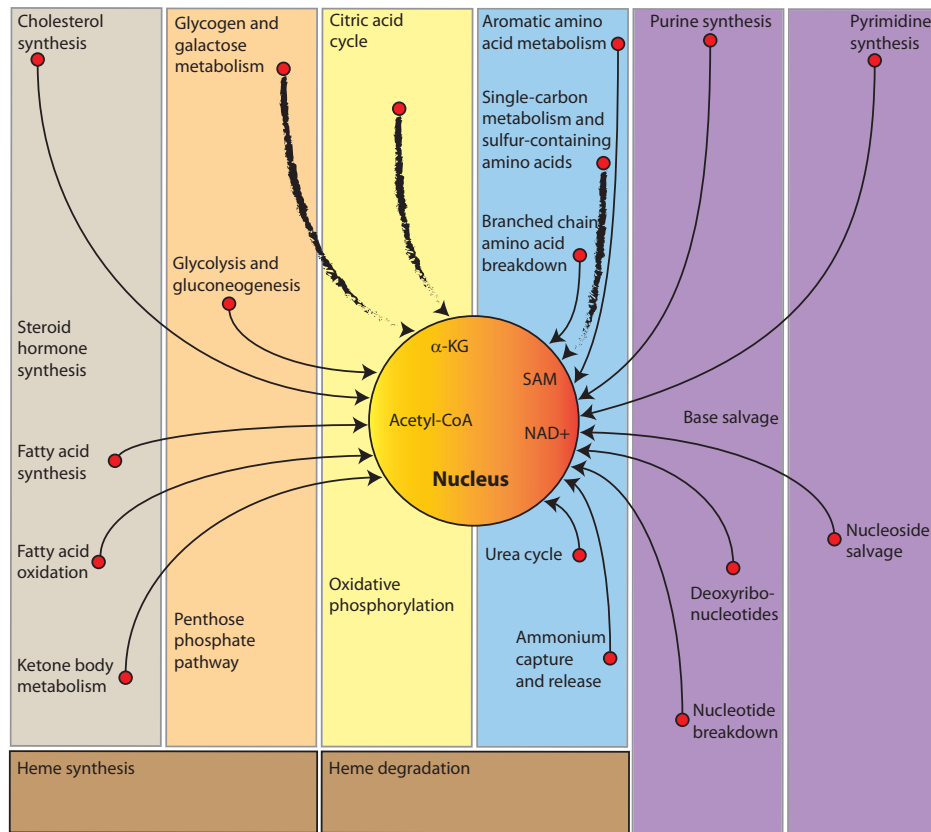 Cholesterol
synthesis
Steroid
hormone
synthesis
Fatty acid
synthesis
Fatty acid
oxidation
Ketone body
metabolism
Glycogen and
galactose
metabolism
Glycolysis and
gluconeogenesis
Penthose
phosphate
pathway
Citric acid
cycle
Oxidative
phosphorylation
Aromatic amino
acid metabolism
Single-carbon
metabolism and
sulfur-containing
amino acids
Branched chain
amino acid
breakdown
α-KG
SAM
Acetyl-CoA
NAD+
Nucleus
Urea cycle
Ammonium
capture
and release
Purine synthesis
Base salvage
Deoxyribo-
nucleotides
Nucleotide
breakdown
Pyrimidine
synthesis
Nucleoside
salvage
Heme synthesis
Heme degradation